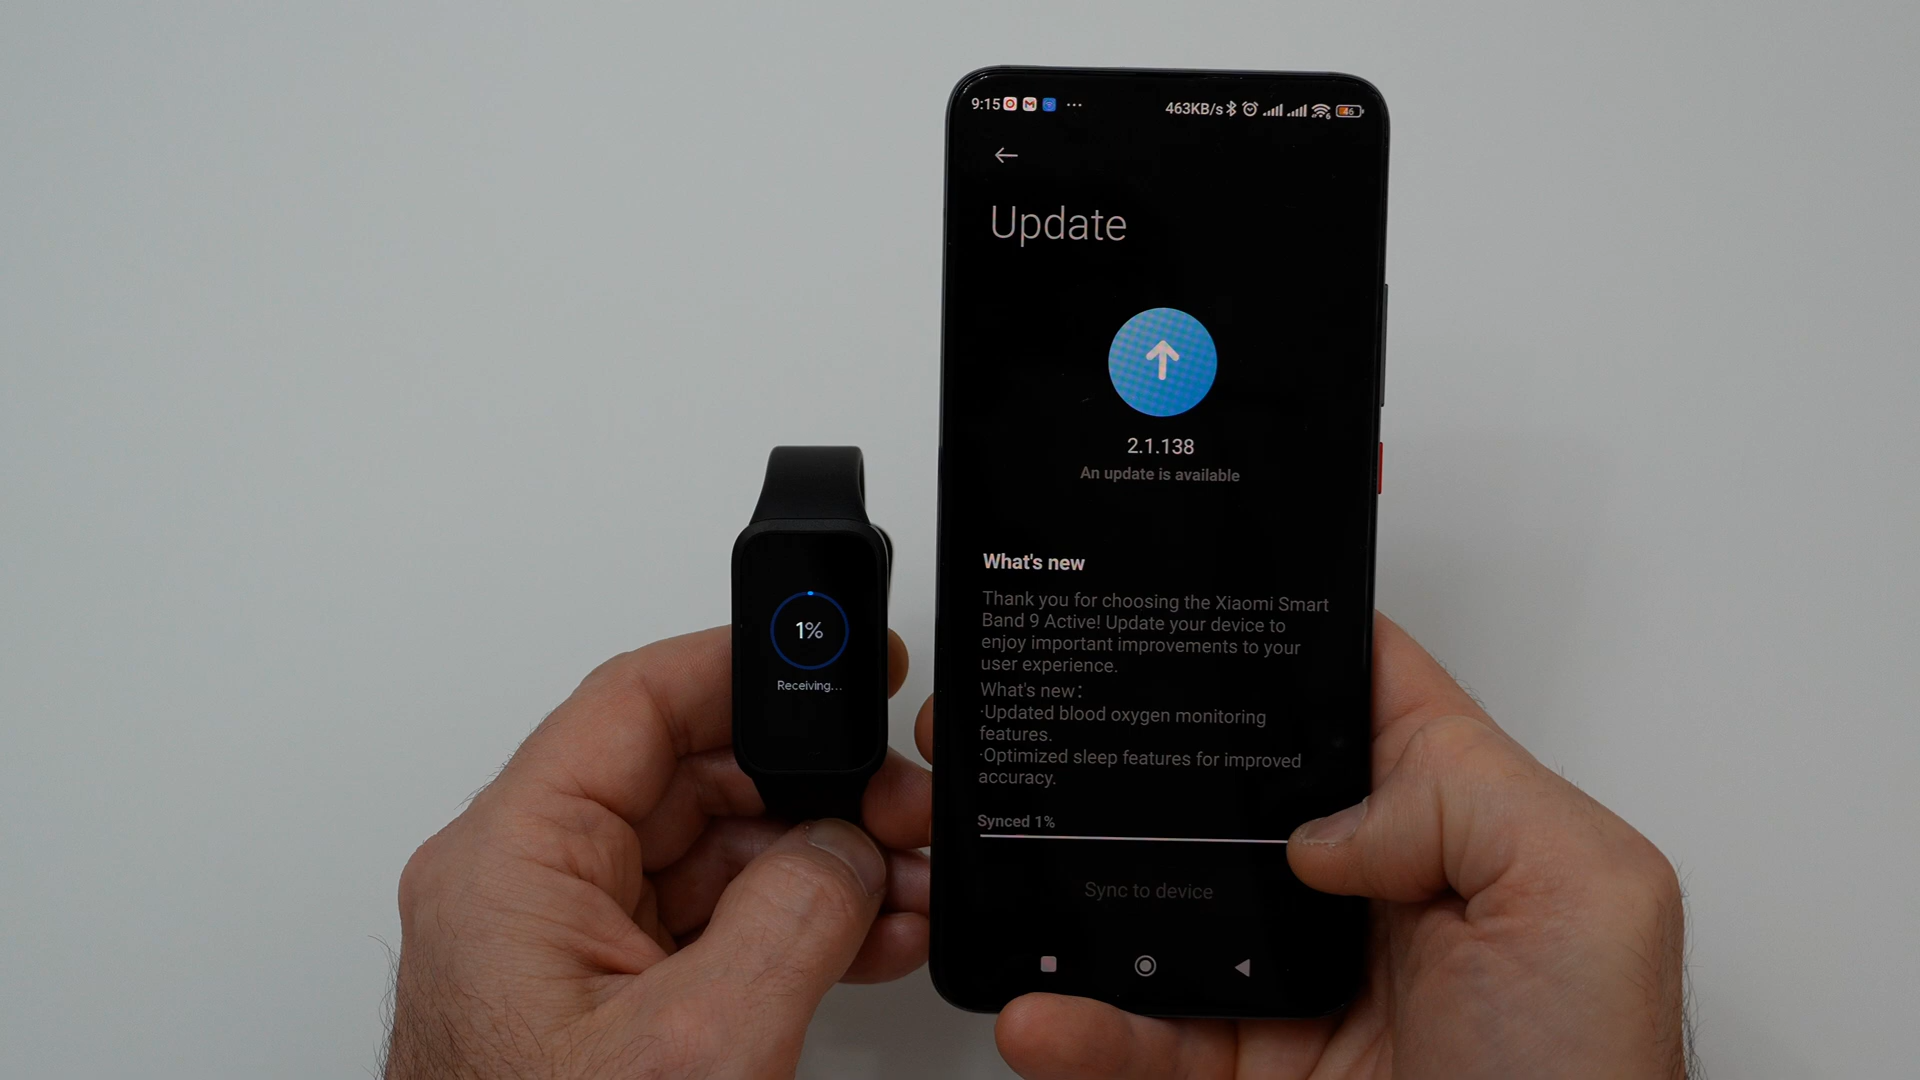 9:15 ... 463KB/s 6 46
Update
2.1.138
An update is available
What's new
Thank you for choosing the Xiaomi Smart
Band 9 Active! Update your device to
enjoy important improvements to your
user experience.
What's new:
·Updated blood oxygen monitoring
features.
·Optimized sleep features for improved
accuracy.
Synced 1%
Sync to device
1%
Receiving...